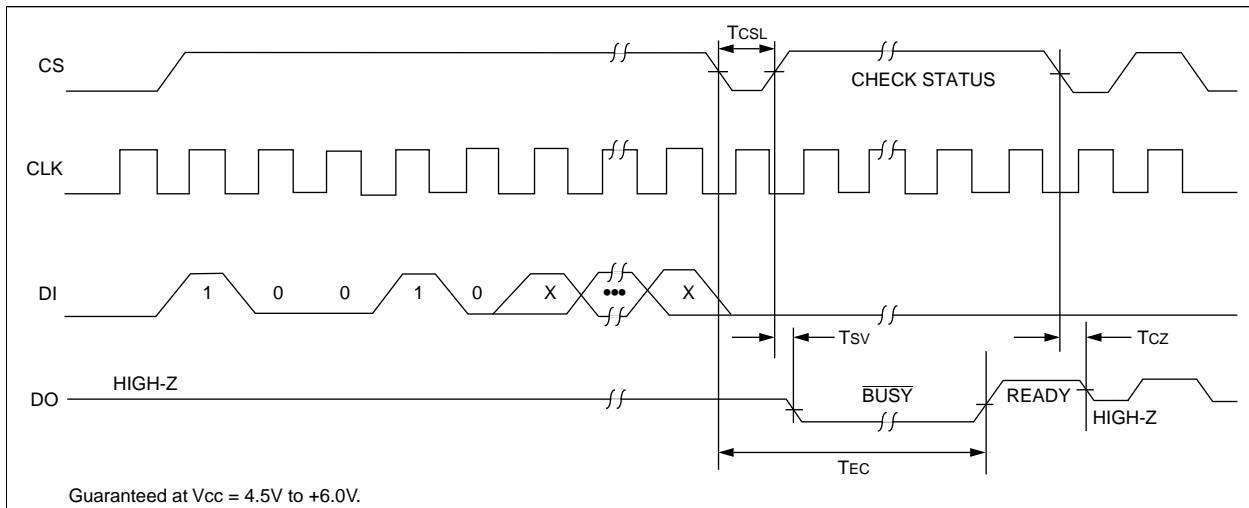 TCSL
CS
CHECK STATUS
CLK
DI
1 0 0 1 0 X ••• X
TSV
TCZ
DO
HIGH-Z
BUSY
READY
HIGH-Z
TEC
Guaranteed at Vcc = 4.5V to +6.0V.